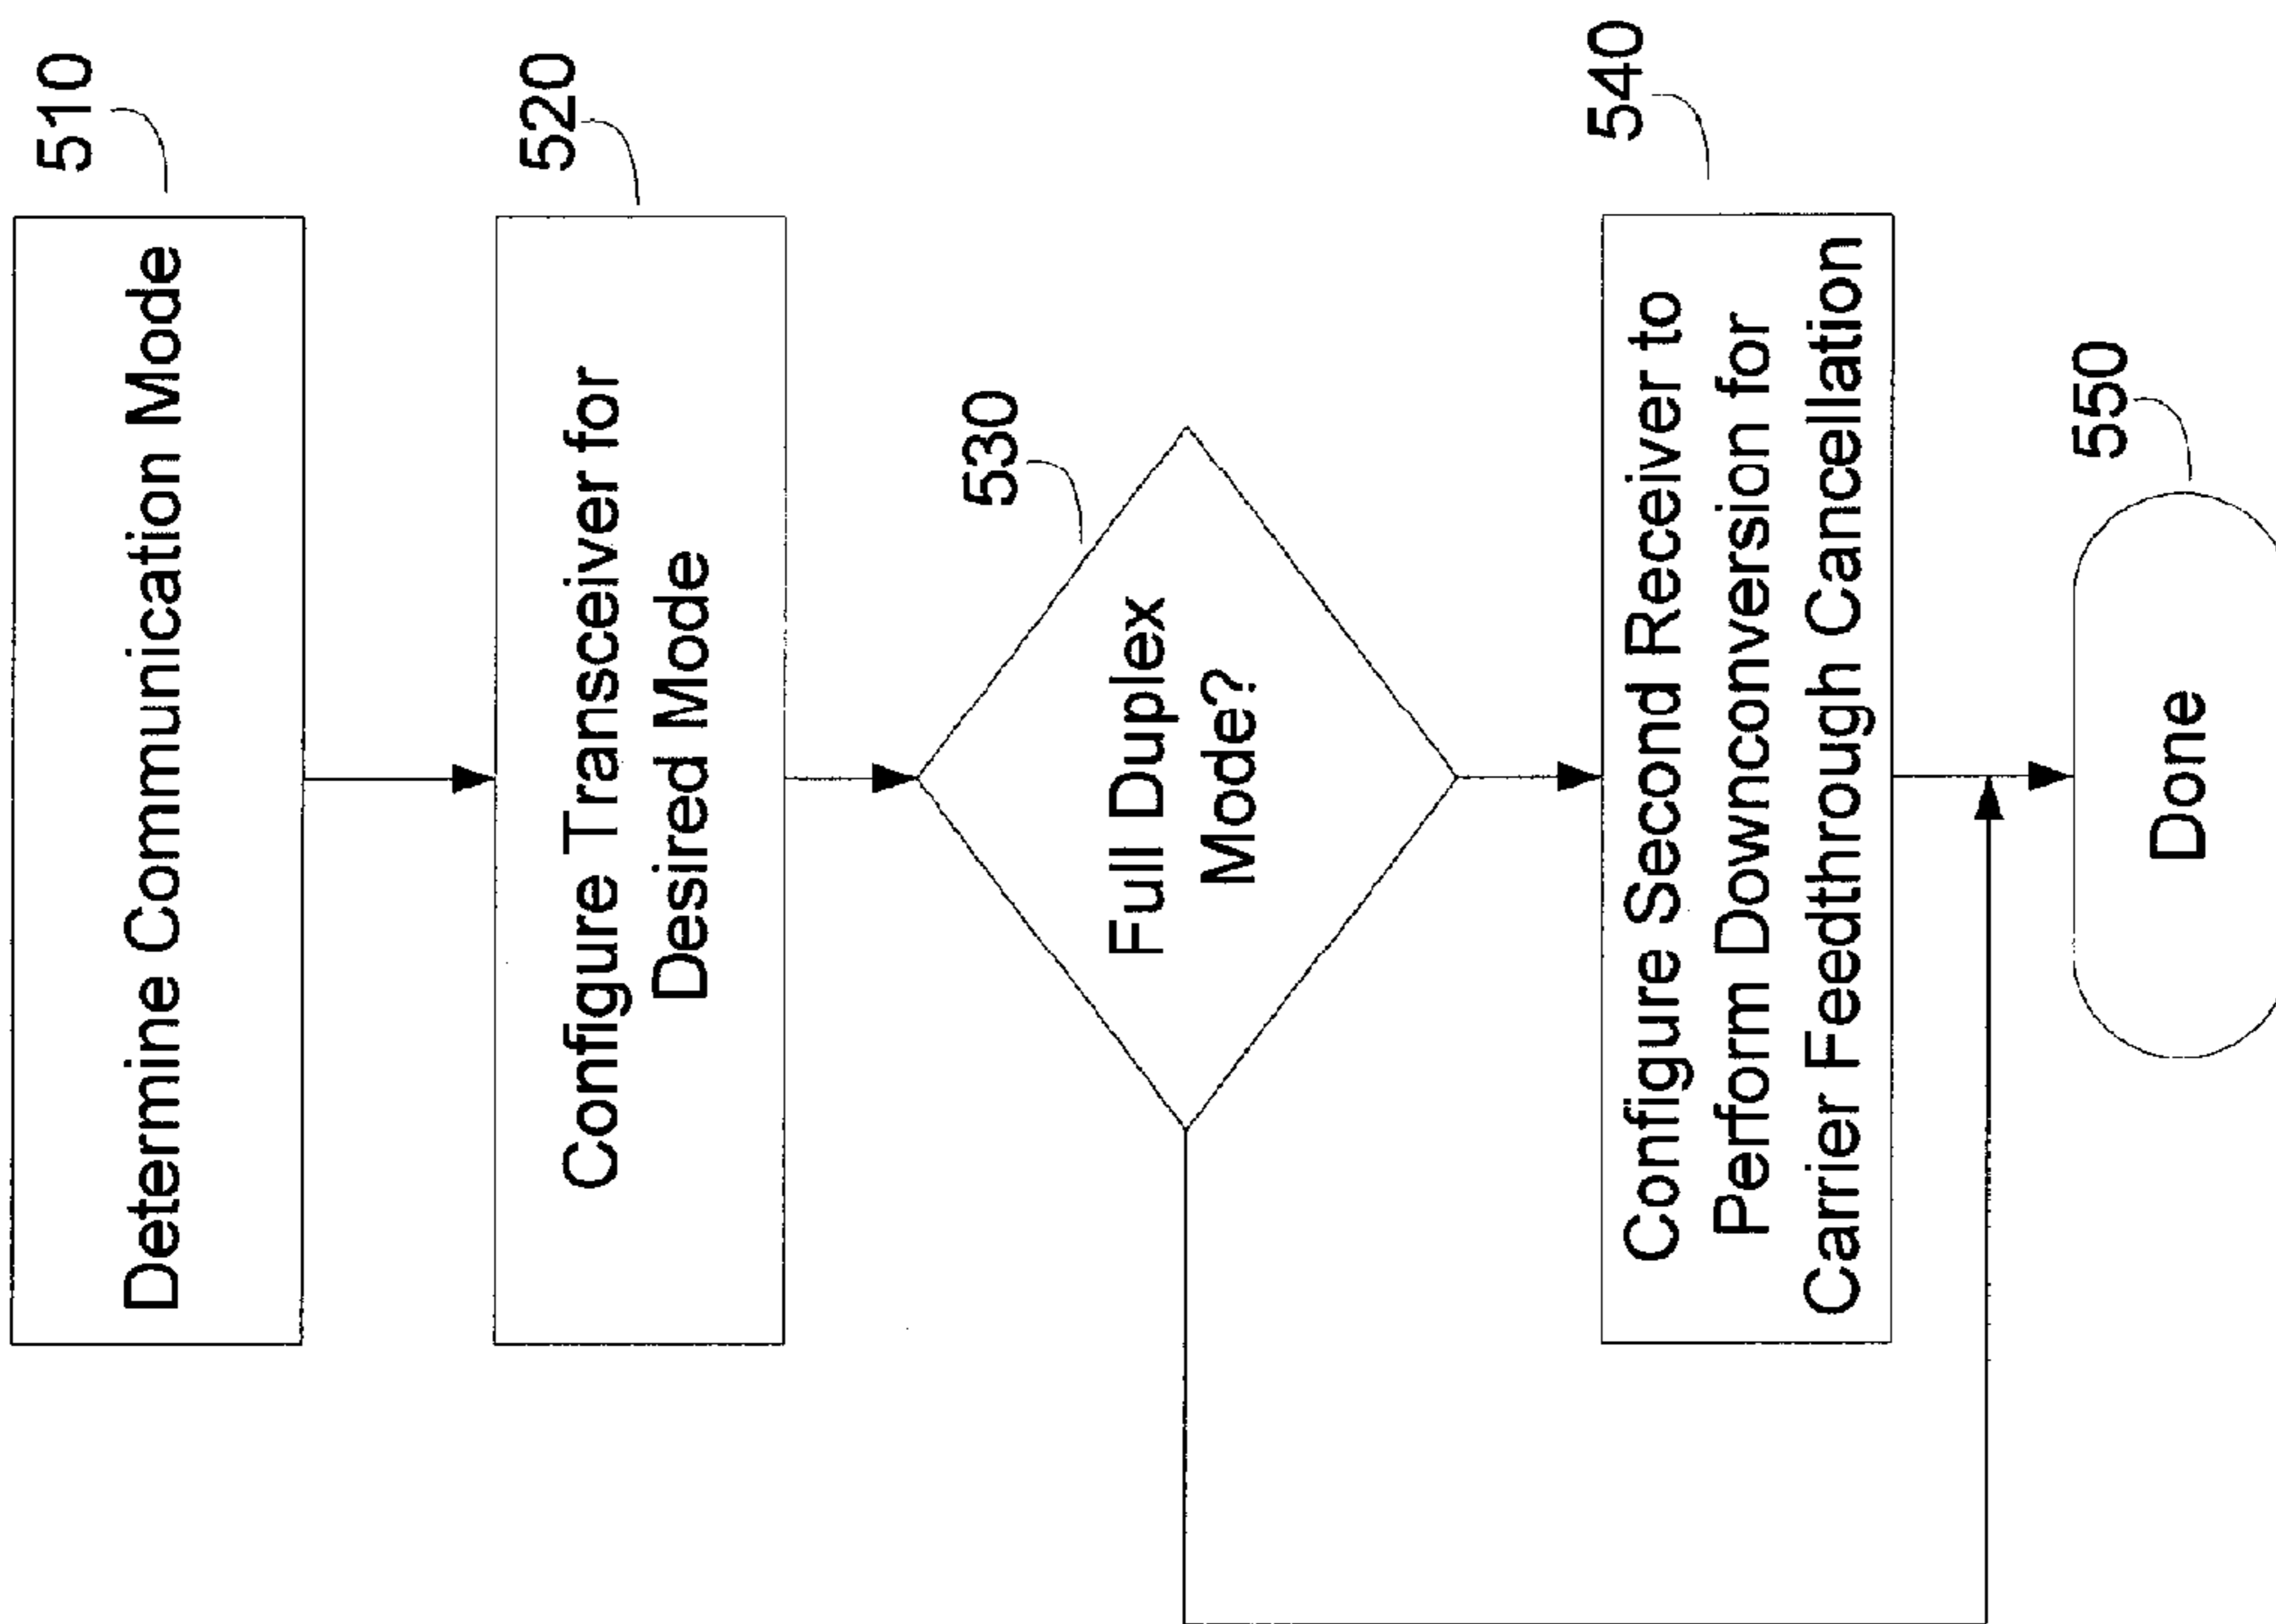 510
Determine Communication Mode
520
Configure Transceiver for
Desired Mode
530
Full Duplex
Mode?
540
Configure Second Receiver to
Perform Downconversion for
Carrier Feedthrough Cancellation
550
Done